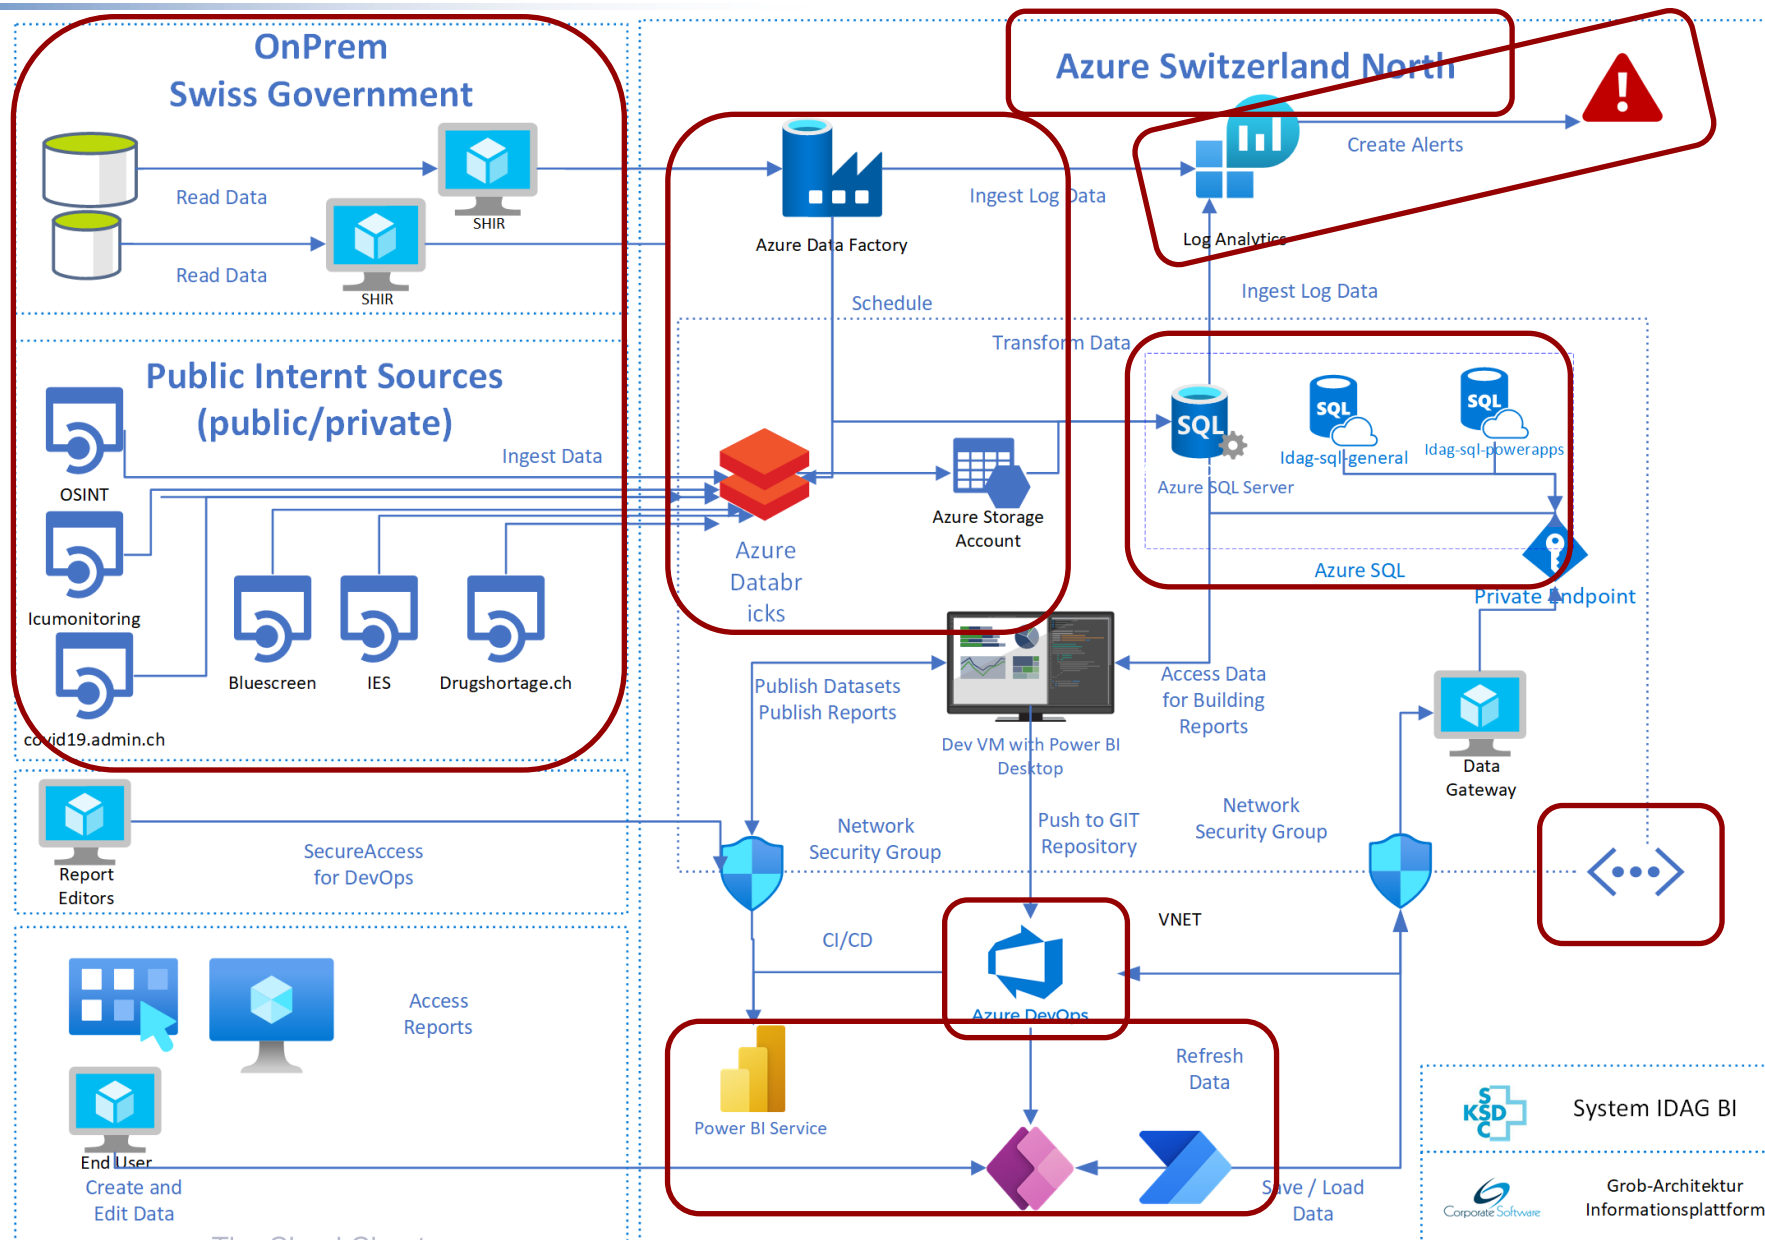 OnPrem
Swiss Government
Read Data
SHIR
Read Data
SHIR
Public Internt Sources
(public/private)
Ingest Data
OSINT
Icumonitoring
covid19.admin.ch
Bluescreen
IES
Drugshortage.ch
Report
Editors
SecureAccess
for DevOps
Access
Reports
End User
Create and
Edit Data
Azure Switzerland North
Azure Data Factory
Ingest Log Data
Log Analytics
Create Alerts
Schedule
Ingest Log Data
Transform Data
SQL
Azure SQL Server
SQL
Idag-sql-general
SQL
Idag-sql-powerapps
Azure SQL
Private Endpoint
Azure
Databr
icks
Azure Storage
Account
Publish Datasets
Publish Reports
Dev VM with Power BI
Desktop
Access Data
for Building
Reports
Data
Gateway
Network
Security Group
Push to GIT
Repository
Network
Security Group
VNET
CI/CD
Azure DevOps
Power BI Service
Refresh
Data
Save / Load
Data
KSD
SSC
System IDAG BI
Corporate Software
Grob-Architektur
Informationsplattform